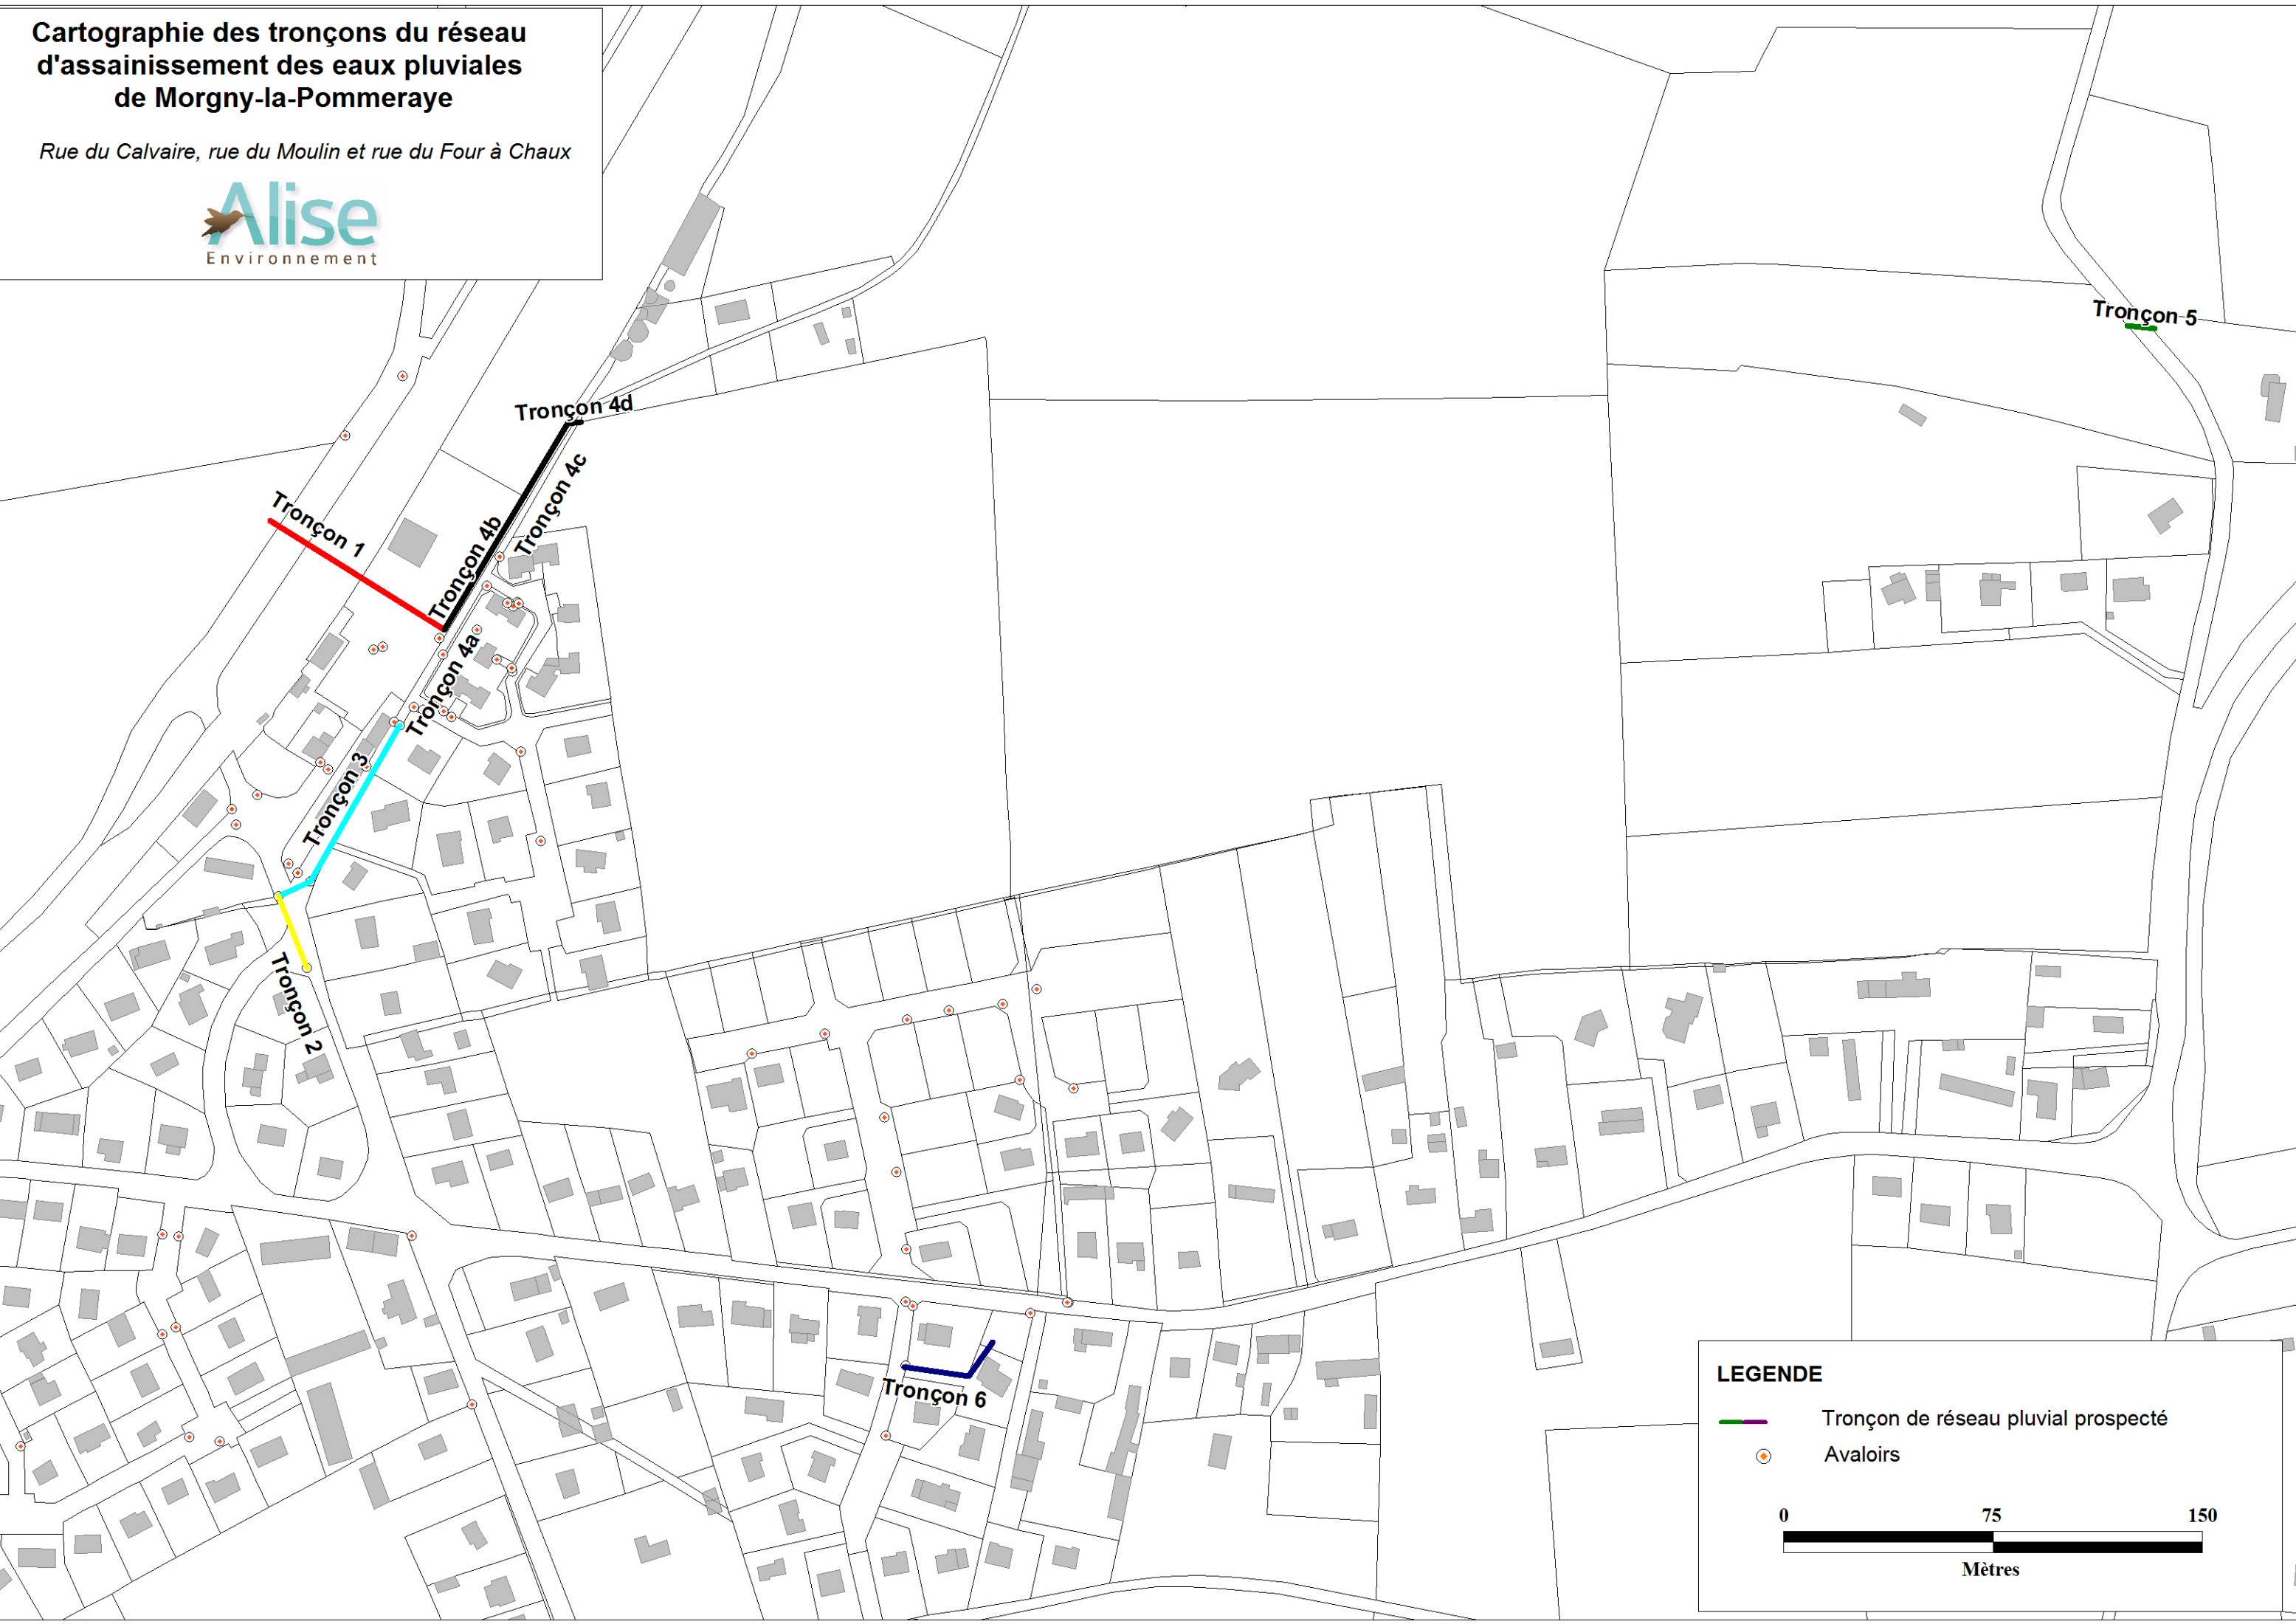 Cartographie des tronçons du réseau
d'assainissement des eaux pluviales
de Morgny-la-Pommeraye
Rue du Calvaire, rue du Moulin et rue du Four à Chaux
Alise
Environnement
Tronçon 5
Tronçon 4d
Tronçon 4c
Tronçon 1
Tronçon 4b
Tronçon 4a
Tronçon 3
Tronçon 2
Tronçon 6
LEGENDE
Tronçon de réseau pluvial prospecté
Avaloirs
0 75 150
Mètres